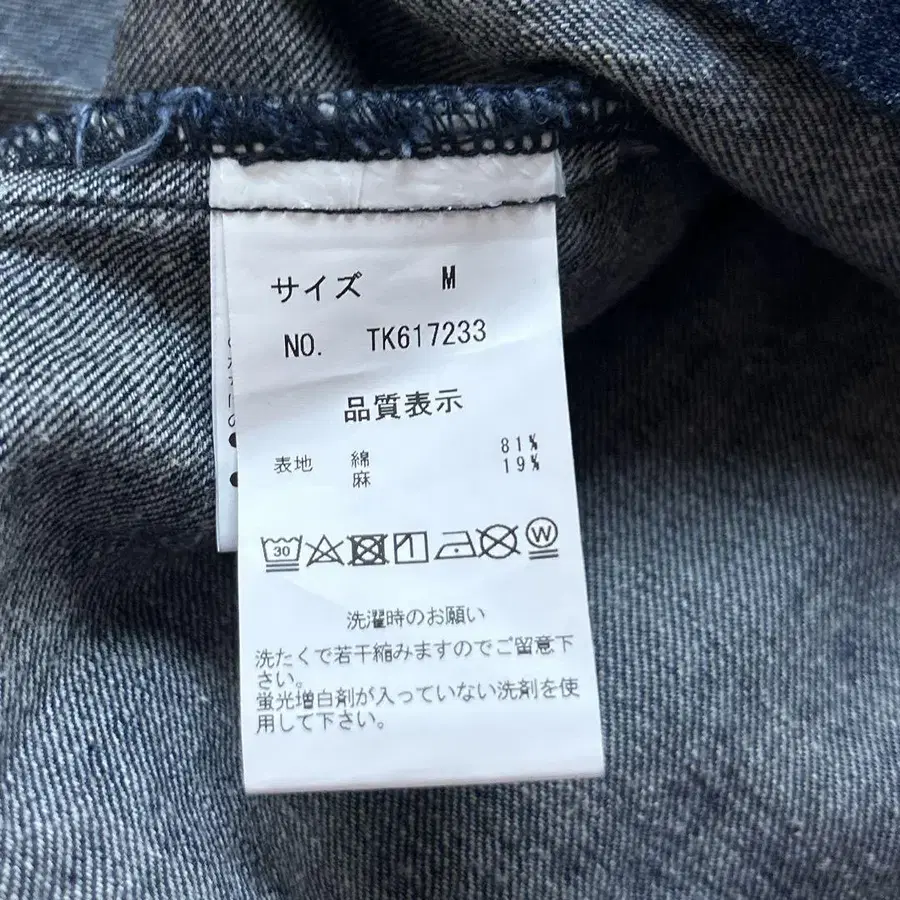 サイズ M
NO. TK617233
品質表示
表地 綿 81%
麻 19%
30
W
洗濯時のお願い
洗たくで若干縮みますのでご留意下
さい。
蛍光増白剤が入っていない洗剤を使
用して下さい。